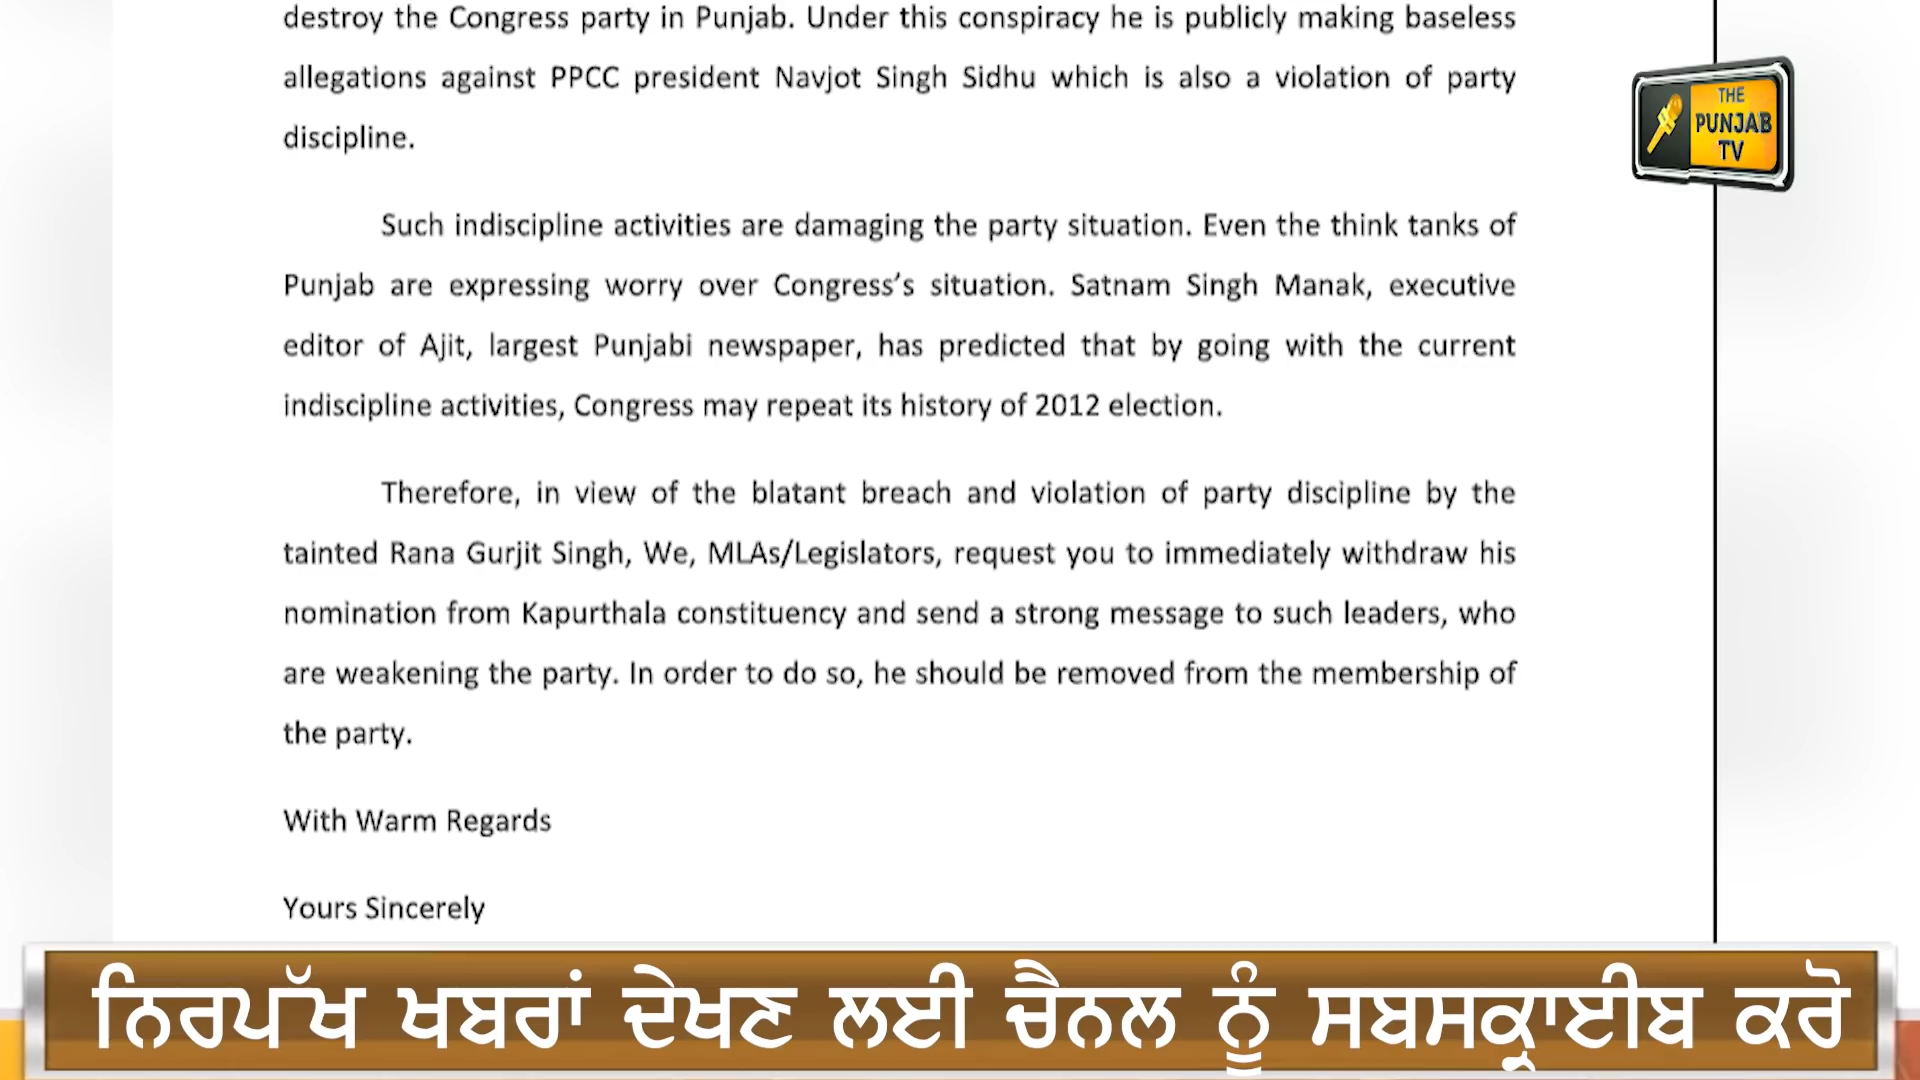 destroy the Congress party in Punjab. Under this conspiracy he is publicly making baseless
allegations against PPCC president Navjot Singh Sidhu which is also a violation of party
discipline.
THE
PUNJAB
TV
Such indiscipline activities are damaging the party situation. Even the think tanks of
Punjab are expressing worry over Congress’s situation. Satnam Singh Manak, executive
editor of Ajit, largest Punjabi newspaper, has predicted that by going with the current
indiscipline activities, Congress may repeat its history of 2012 election.
Therefore, in view of the blatant breach and violation of party discipline by the
tainted Rana Gurjit Singh, We, MLAs/Legislators, request you to immediately withdraw his
nomination from Kapurthala constituency and send a strong message to such leaders, who
are weakening the party. In order to do so, he should be removed from the membership of
the party.
With Warm Regards
Yours Sincerely
ਨਿਰਪੱਖ ਖਬਰਾਂ ਦੇਖਣ ਲਈ ਚੈਨਲ ਨੂੰ ਸਬਸਕ੍ਰਾਈਬ ਕਰੋ